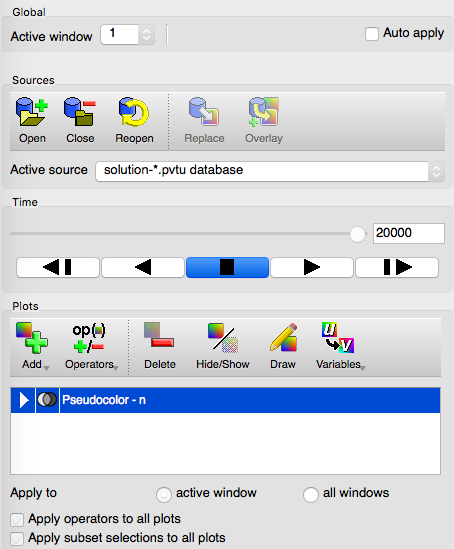 Global
Active window 1 Auto apply
Sources
Open Close Reopen Replace Overlay
Active source solution-*.pvtu database
Time
20000
Plots
op(=)
+/-
u
v
Add Operators Delete Hide/Show Draw Variables
Pseudocolor - n
Apply to active window all windows
Apply operators to all plots
Apply subset selections to all plots